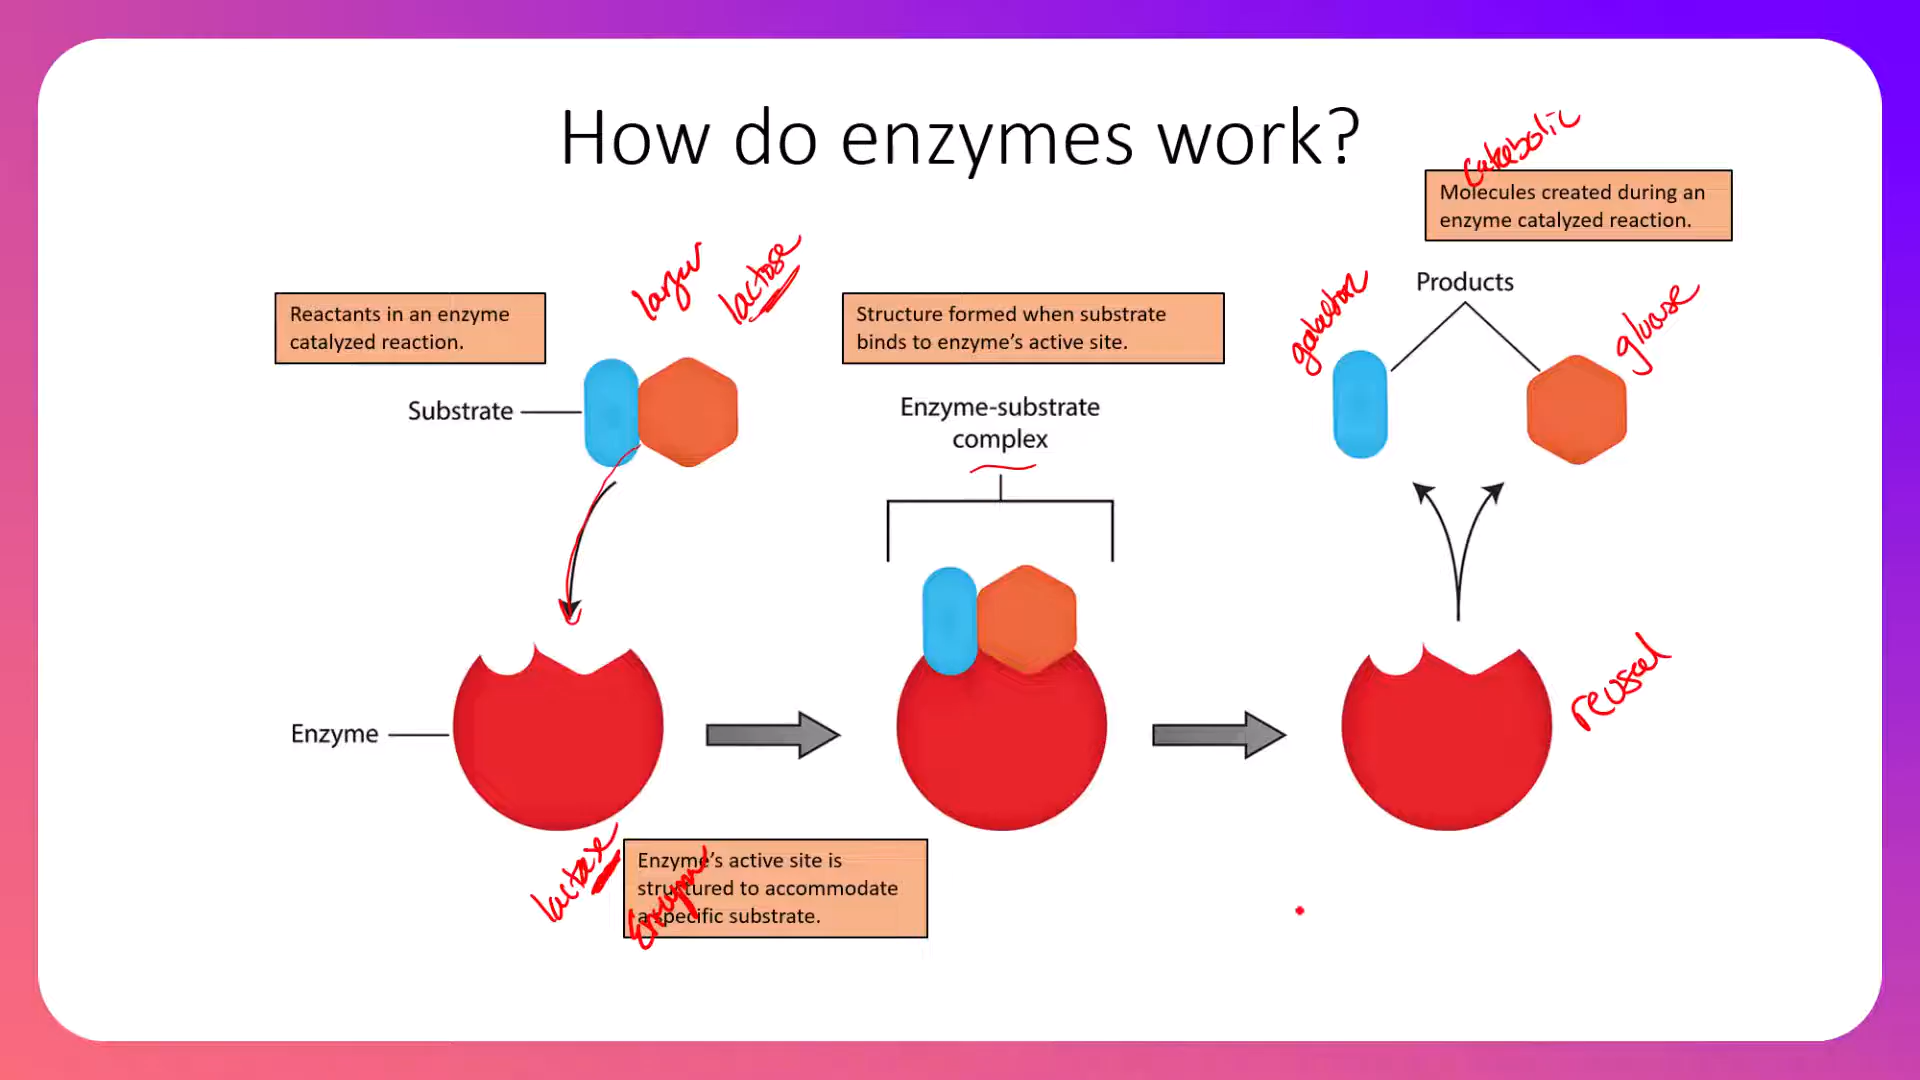 How do enzymes work?
catabolic
Molecules created during an
enzyme catalyzed reaction.
larger
lactose
Reactants in an enzyme
catalyzed reaction.
Structure formed when substrate
binds to enzyme's active site.
Products
glucose
Substrate
Enzyme-substrate
complex
reused
Enzyme
lactase
Enzyme
Enzyme's active site is
structured to accommodate
a specific substrate.